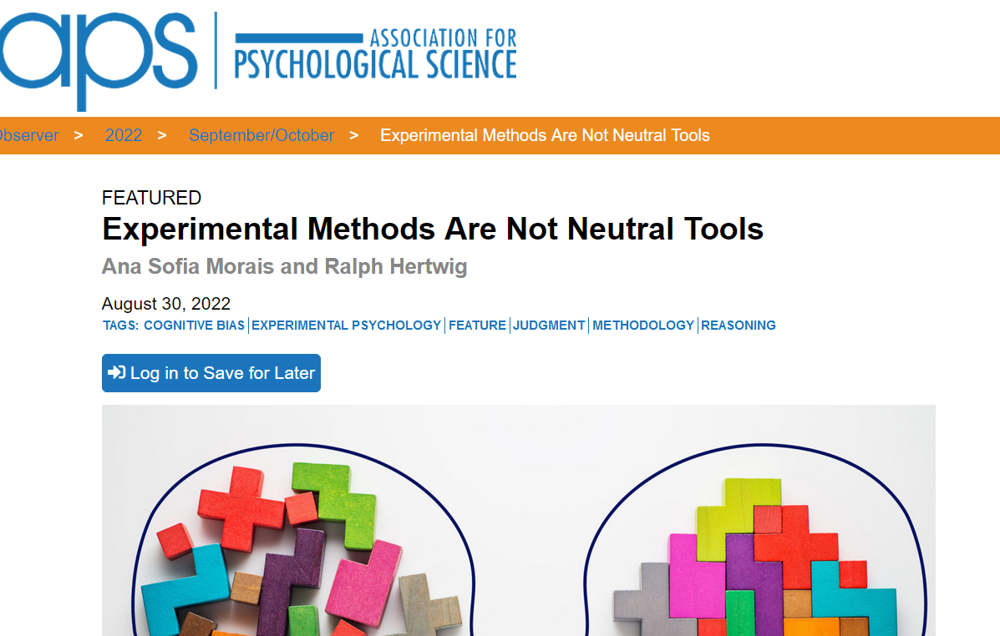 aps ASSOCIATION FOR
PSYCHOLOGICAL SCIENCE
Observer > 2022 > September/October > Experimental Methods Are Not Neutral Tools
FEATURED
Experimental Methods Are Not Neutral Tools
Ana Sofia Morais and Ralph Hertwig
August 30, 2022
TAGS: COGNITIVE BIAS | EXPERIMENTAL PSYCHOLOGY | FEATURE | JUDGMENT | METHODOLOGY | REASONING
Log in to Save for Later